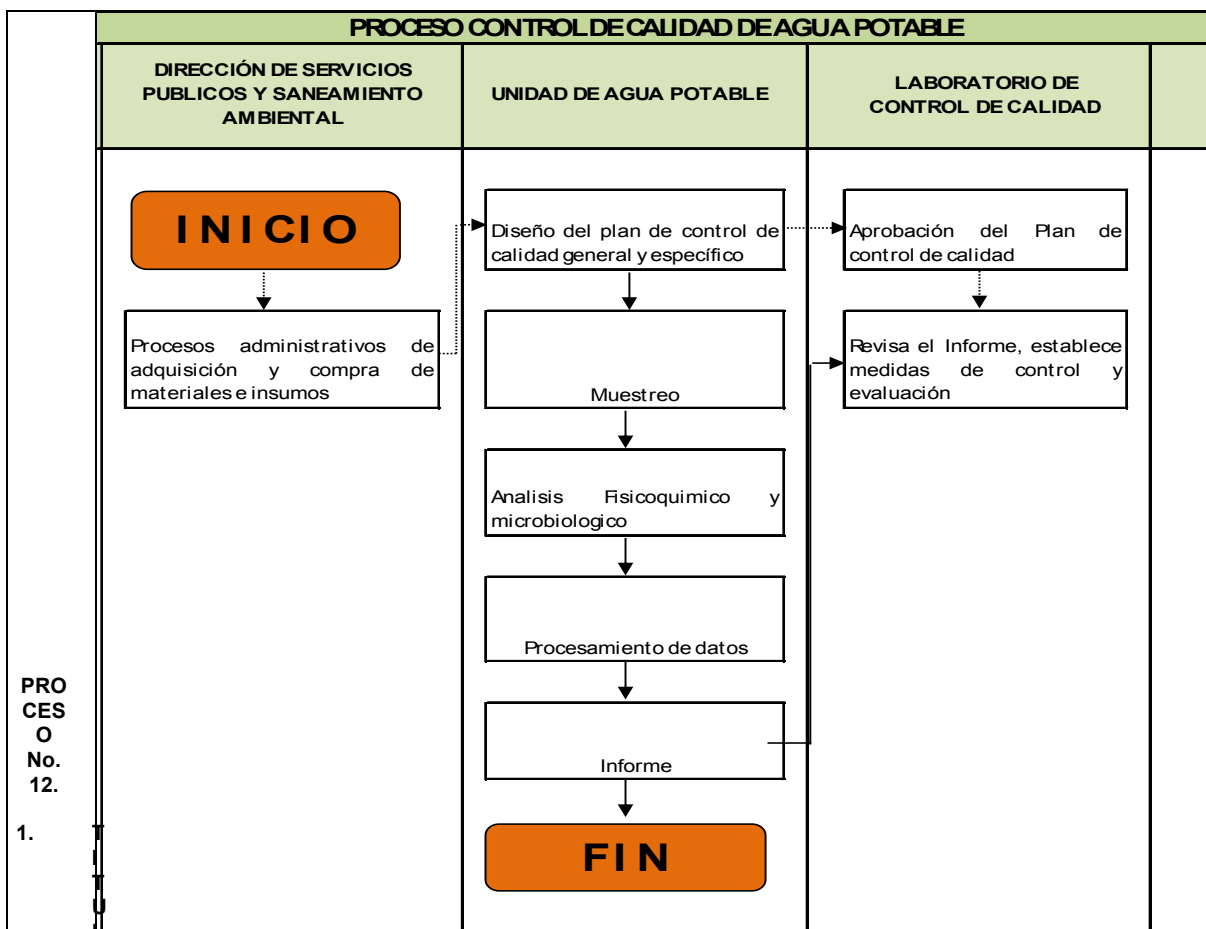 PROCESO CONTROL DE CALIDAD DE AGUA POTABLE
DIRECCIÓN DE SERVICIOS
PUBLICOS Y SANEAMIENTO
AMBIENTAL
UNIDAD DE AGUA POTABLE
LABORATORIO DE
CONTROL DE CALIDAD
INICIO
Procesos administrativos de
adquisición y compra de
materiales e insumos
Diseño del plan de control de
calidad general y específico
Muestreo
Analisis Fisicoquimico y
microbiologico
Procesamiento de datos
Informe
FIN
Aprobación del Plan de
control de calidad
Revisa el Informe, establece
medidas de control y
evaluación
PRO
CES
O
No.
12.
1.
T
I
T
U